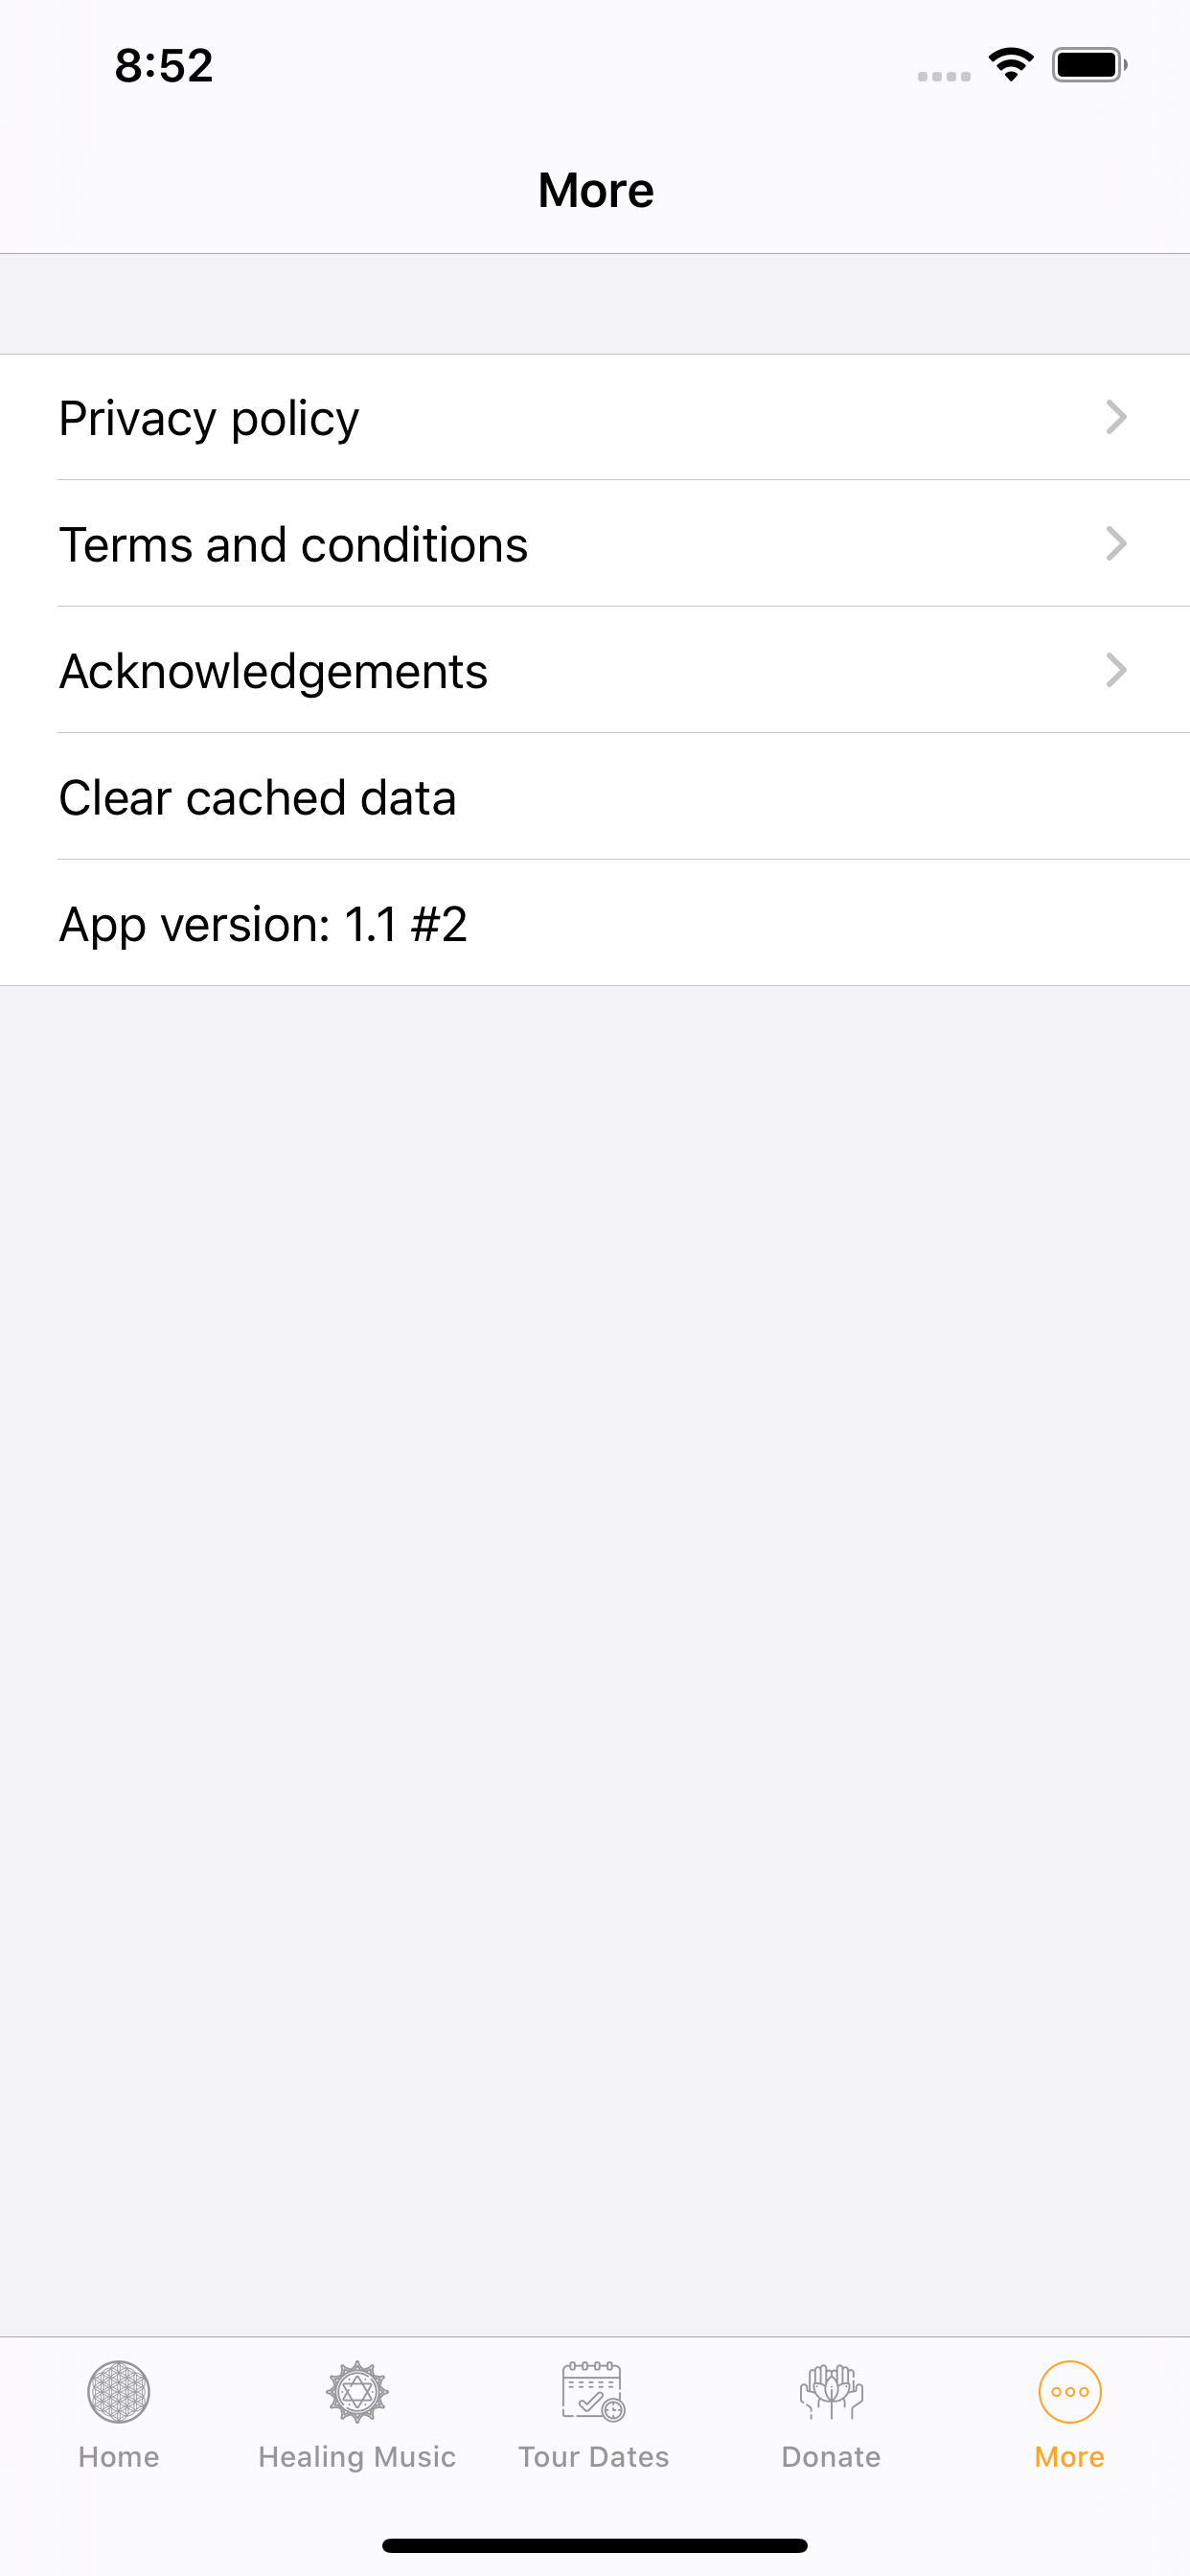 8:52
More
Privacy policy
Terms and conditions
Acknowledgements
Clear cached data
App version: 1.1 #2
Home
Healing Music
Tour Dates
Donate
More